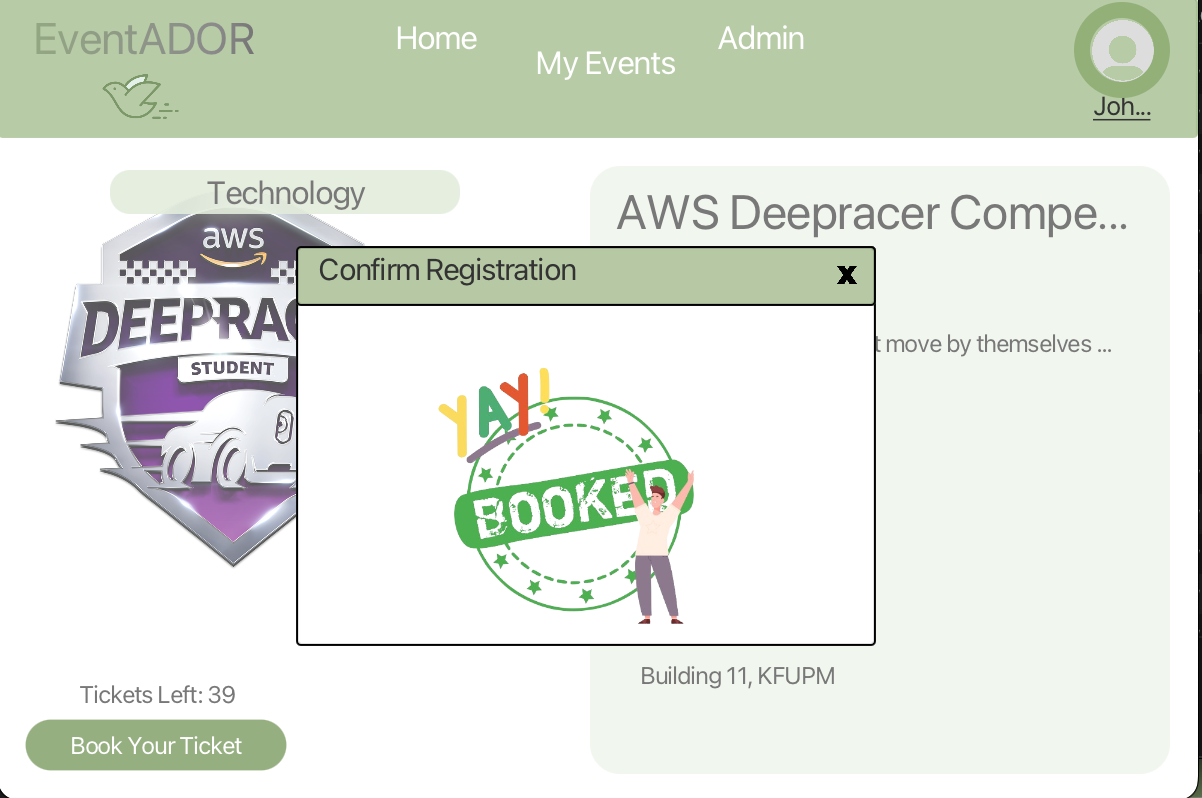 EventADOR
Home
My Events
Admin
Joh...
Technology
aws
DEEPRAC
STUDENT
Tickets Left: 39
Book Your Ticket
AWS Deepracer Compe...
t move by themselves ...
Building 11, KFUPM
Confirm Registration
X
YAY!
BOOKED